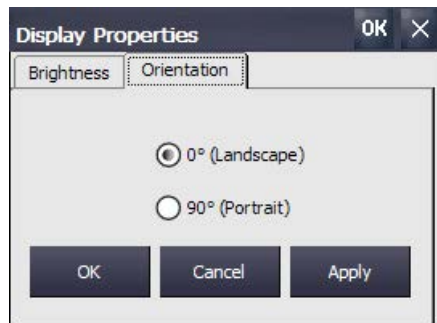 Display Properties OK
Brightness Orientation
0° (Landscape)
90° (Portrait)
OK Cancel Apply